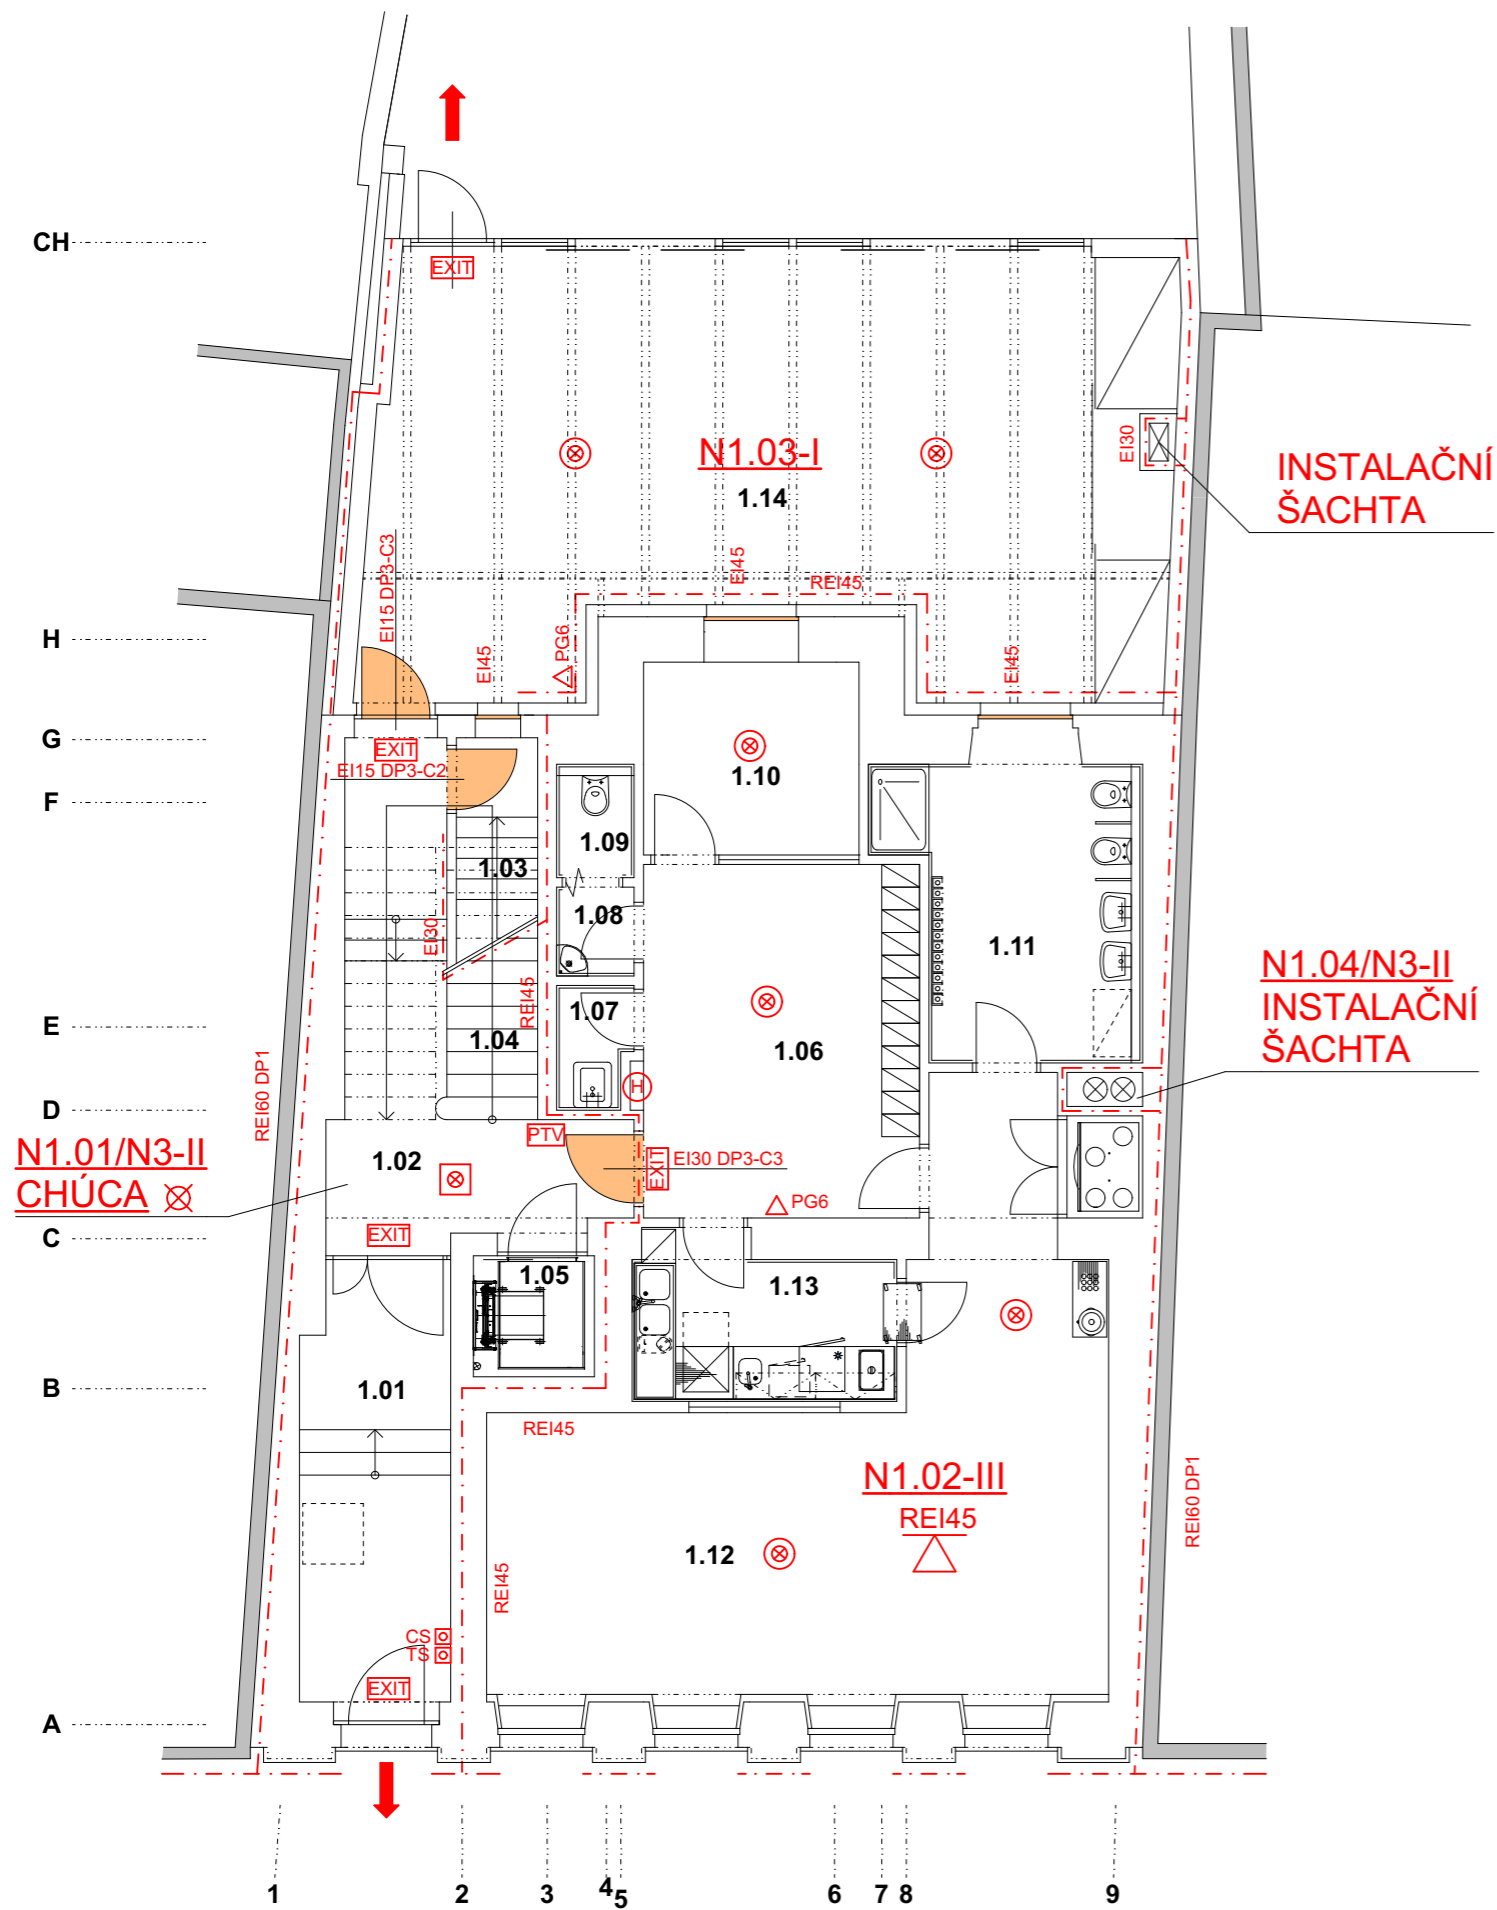 CH
EXIT
N1.03-I
1.14
EI30
INSTALAČNÍ
ŠACHTA
EI15 DP3-C3
EI45
REI45
H
EI45
PG6
EI45
G
EXIT
EI15 DP3-C2
1.10
F
1.09
1.03
1.08
EI30
1.11
N1.04/N3-II
INSTALAČNÍ
ŠACHTA
REI45
1.07
E
1.04
1.06
H
REI60 DP1
D
PTV
N1.01/N3-II
CHÚCA
1.02
EXIT
EI30 DP3-C3
PG6
C
EXIT
1.05
1.13
B
1.01
REI45
N1.02-III
REI45
REI60 DP1
1.12
REI45
CS
TS
EXIT
A
1
2
3
4
5
6
7
8
9